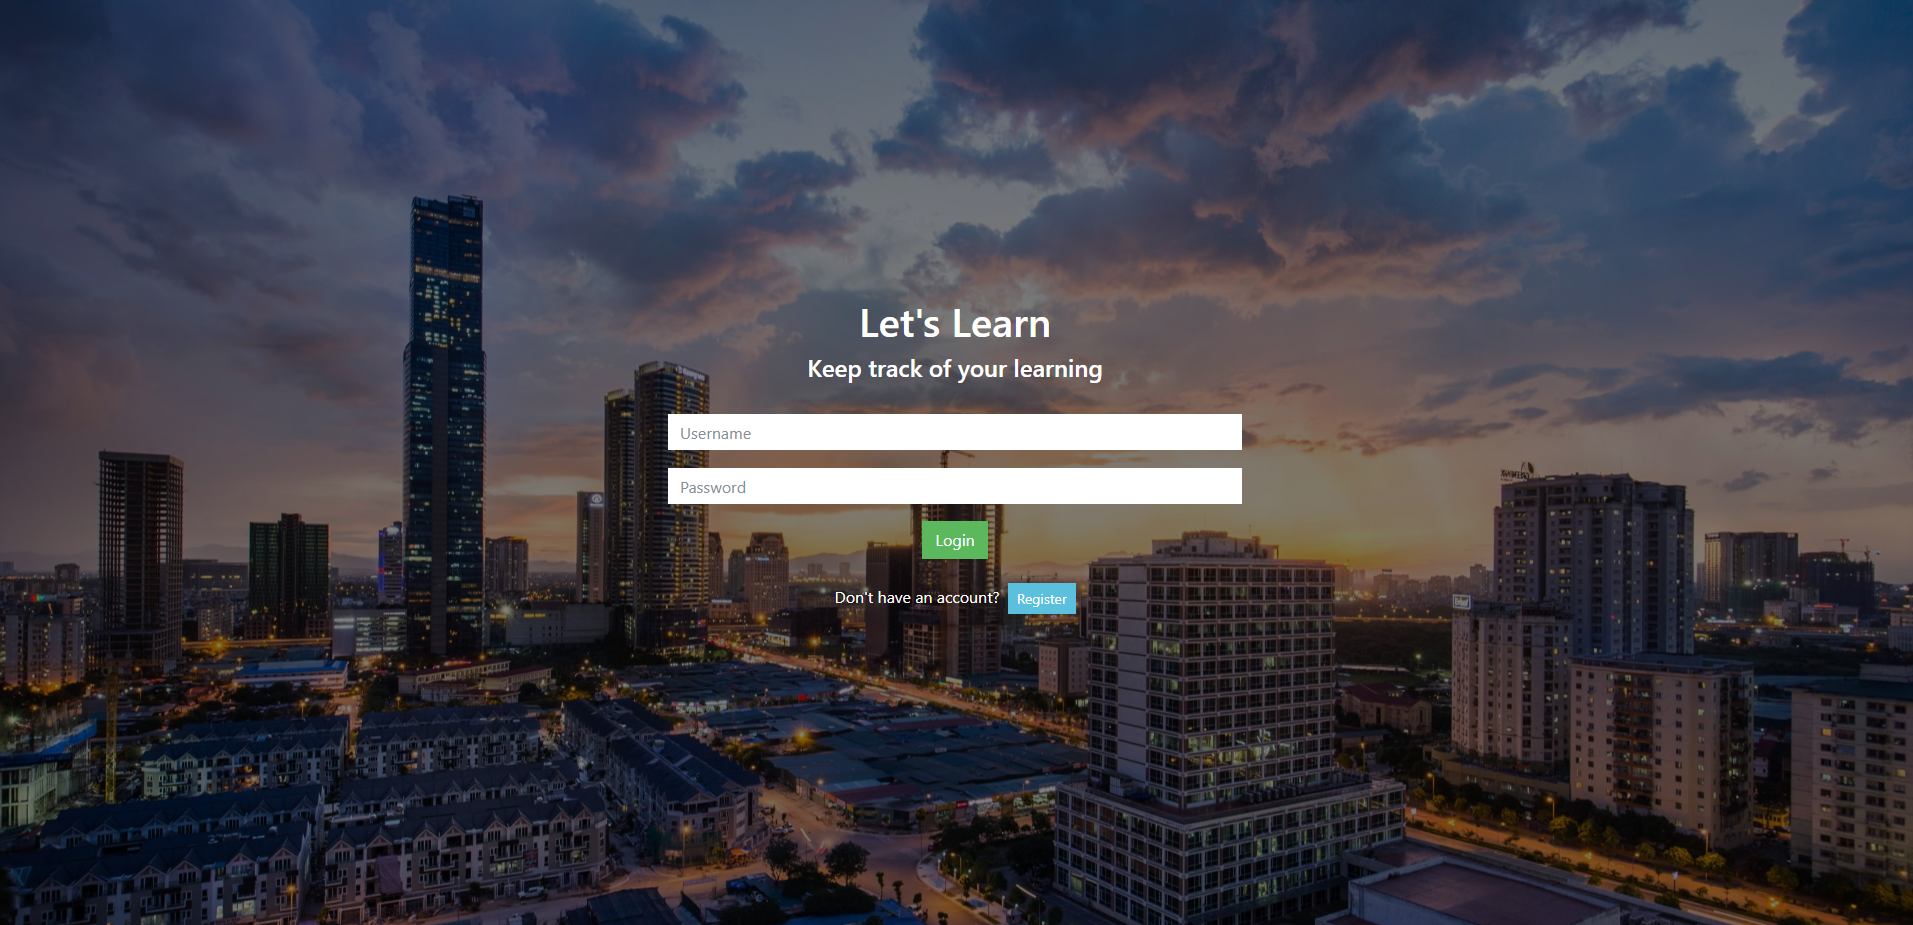 Let's Learn
Keep track of your learning
Username
Password
Login
Don't have an account? Register